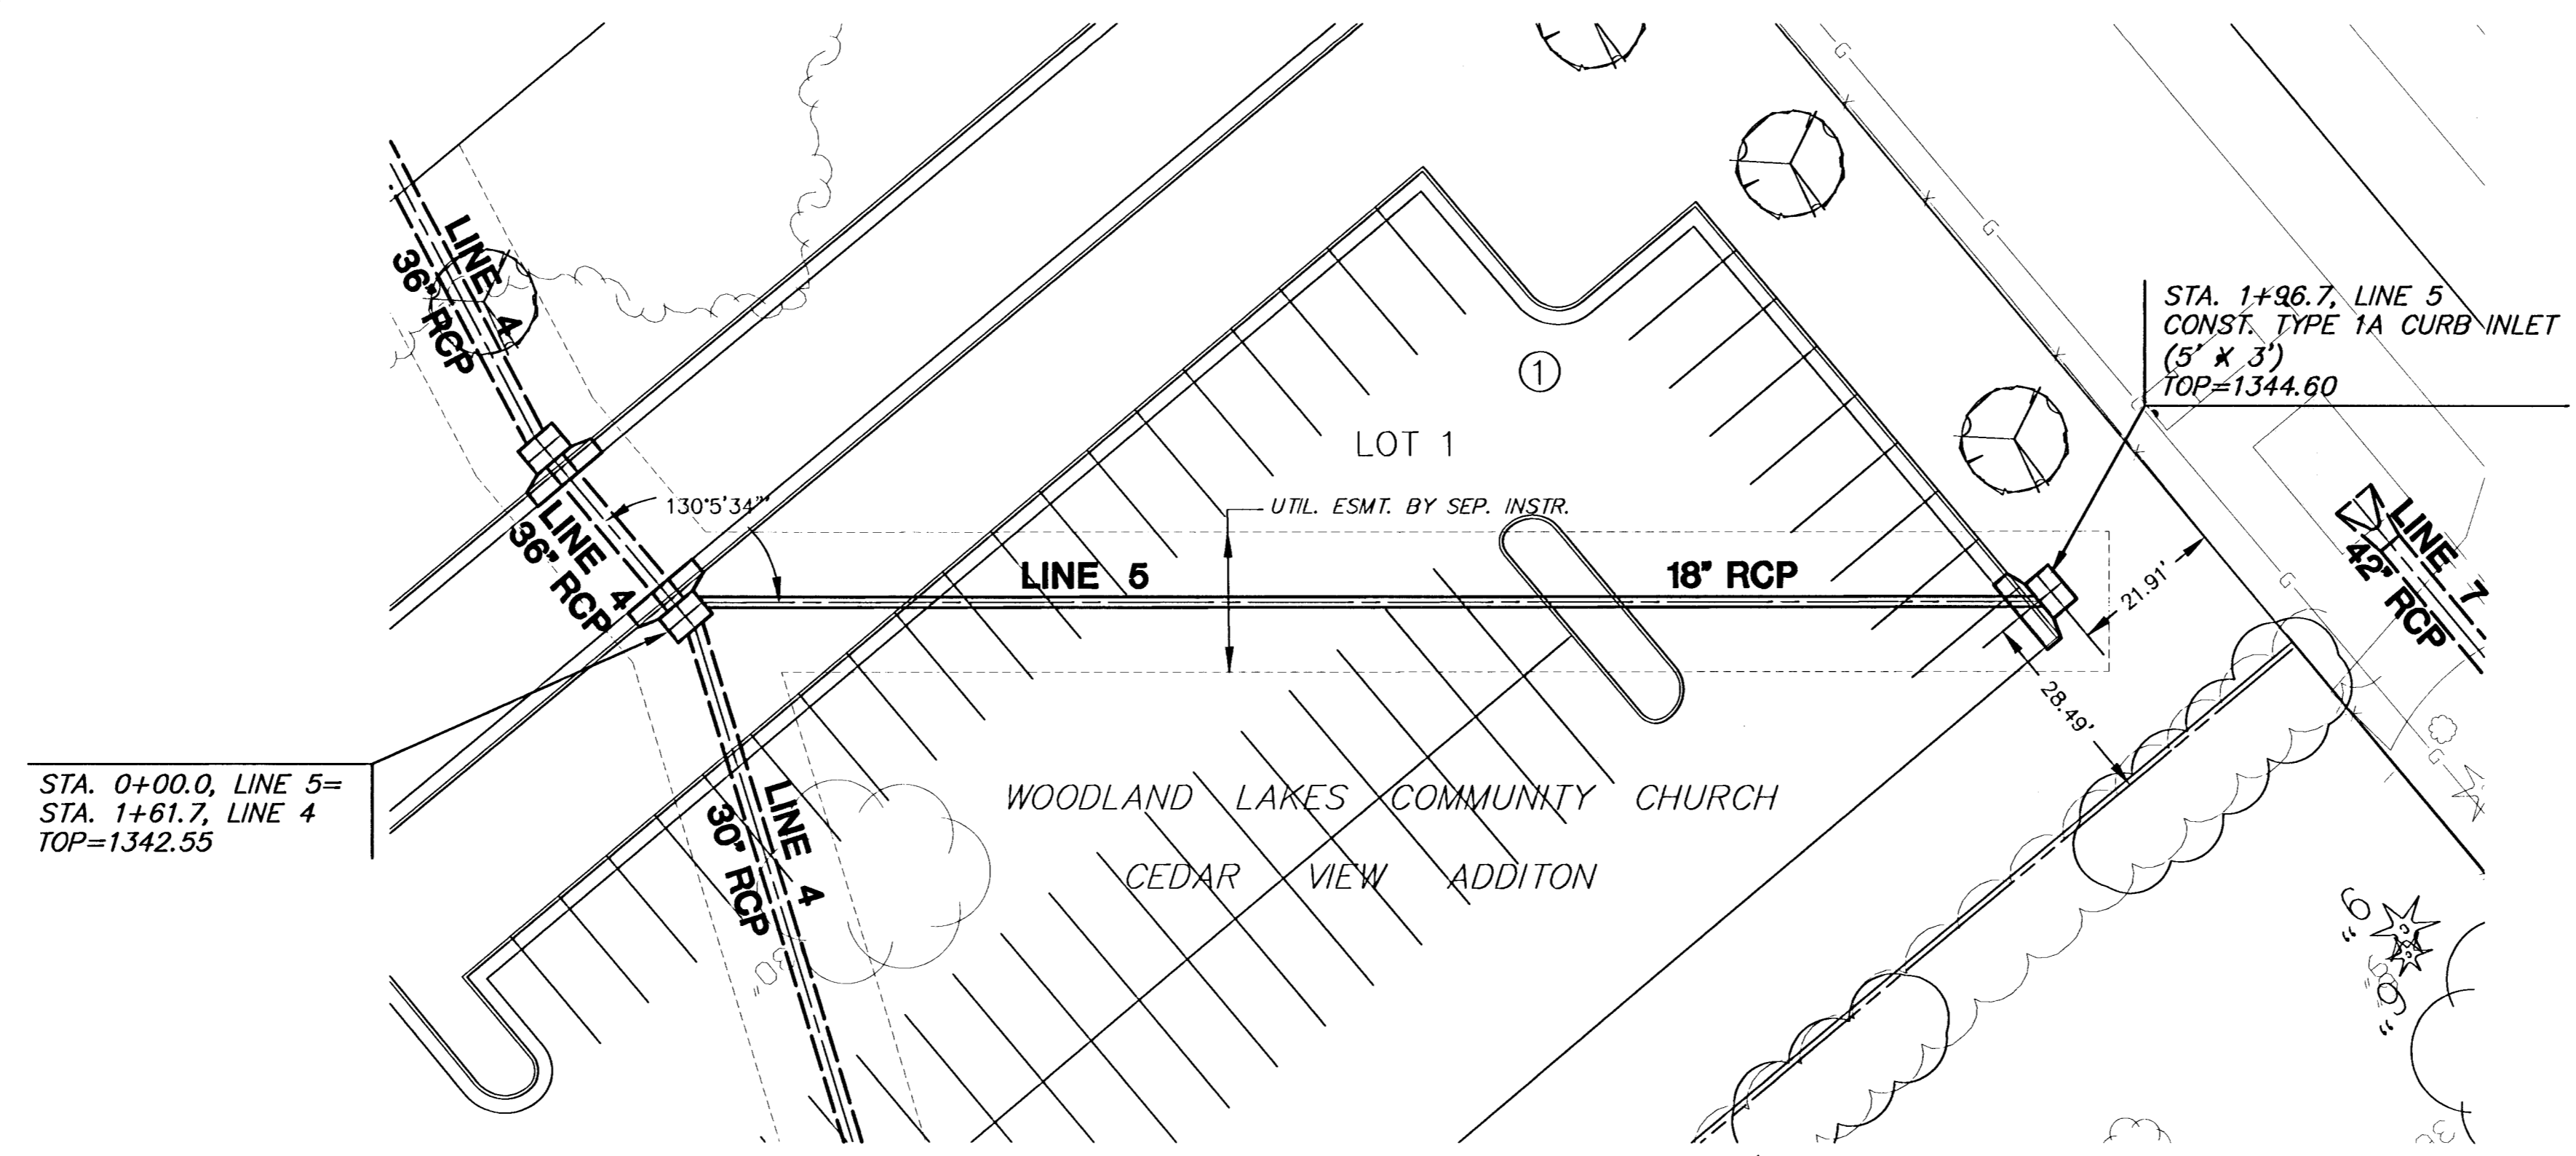 LINE 4
36" RCP
STA. 1+96.7, LINE 5
CONST. TYPE 1A CURB INLET
(5' X 3')
TOP=1344.60
1
LOT 1
130°5'34"
UTIL. ESMT. BY SEP. INSTR.
LINE 4
36" RCP
LINE 5
18" RCP
21.91'
LINE 7
42" RCP
28.49'
STA. 0+00.0, LINE 5=
STA. 1+61.7, LINE 4
TOP=1342.55
WOODLAND LAKES COMMUNITY CHURCH
CEDAR VIEW ADDITON
LINE 4
30" RCP
G
G
G
G